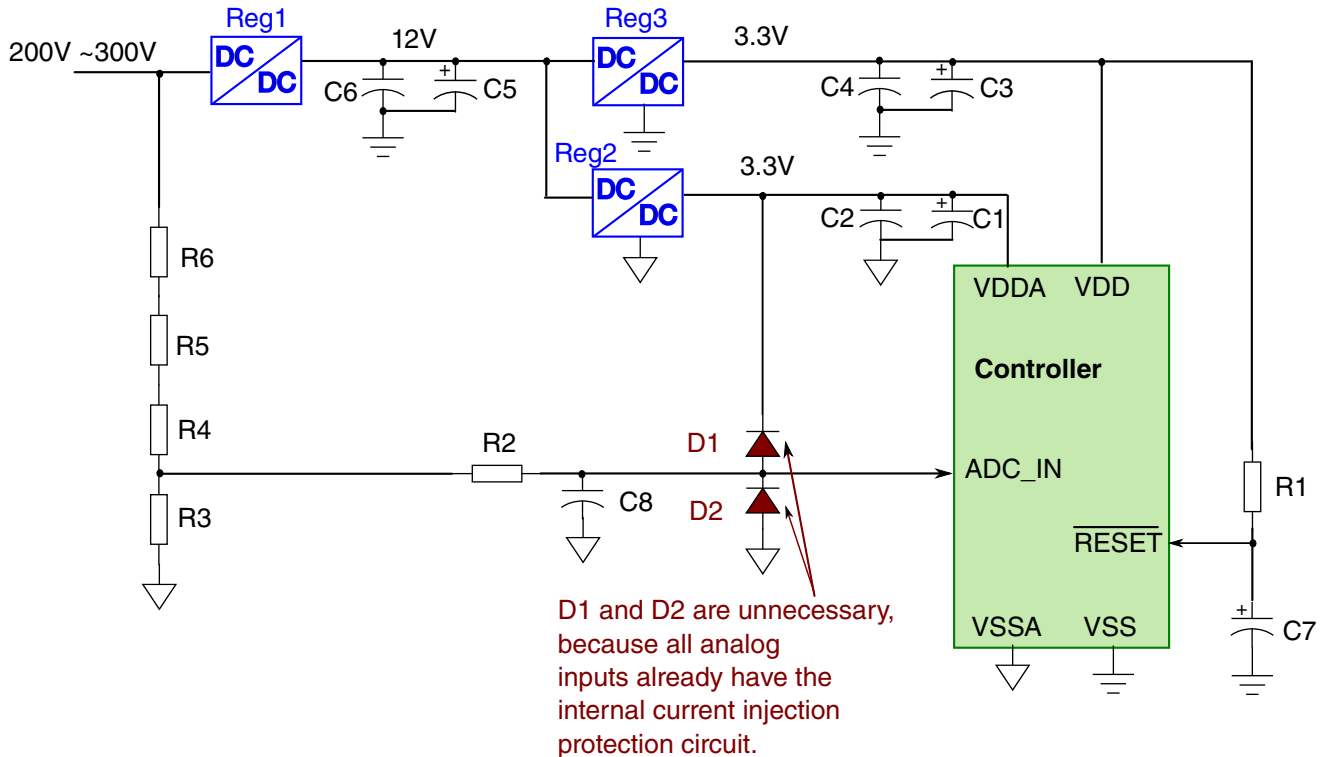 Reg1
Reg3
200V ~300V
12V
3.3V
DC
DC
DC
DC
C6
+
C5
C4
+
C3
Reg2
3.3V
DC
DC
C2
+
C1
R6
VDDA
VDD
R5
Controller
R4
R2
D1
ADC_IN
R1
R3
C8
D2
RESET
D1 and D2 are unnecessary,
because all analog
inputs already have the
internal current injection
protection circuit.
VSSA
VSS
+
C7